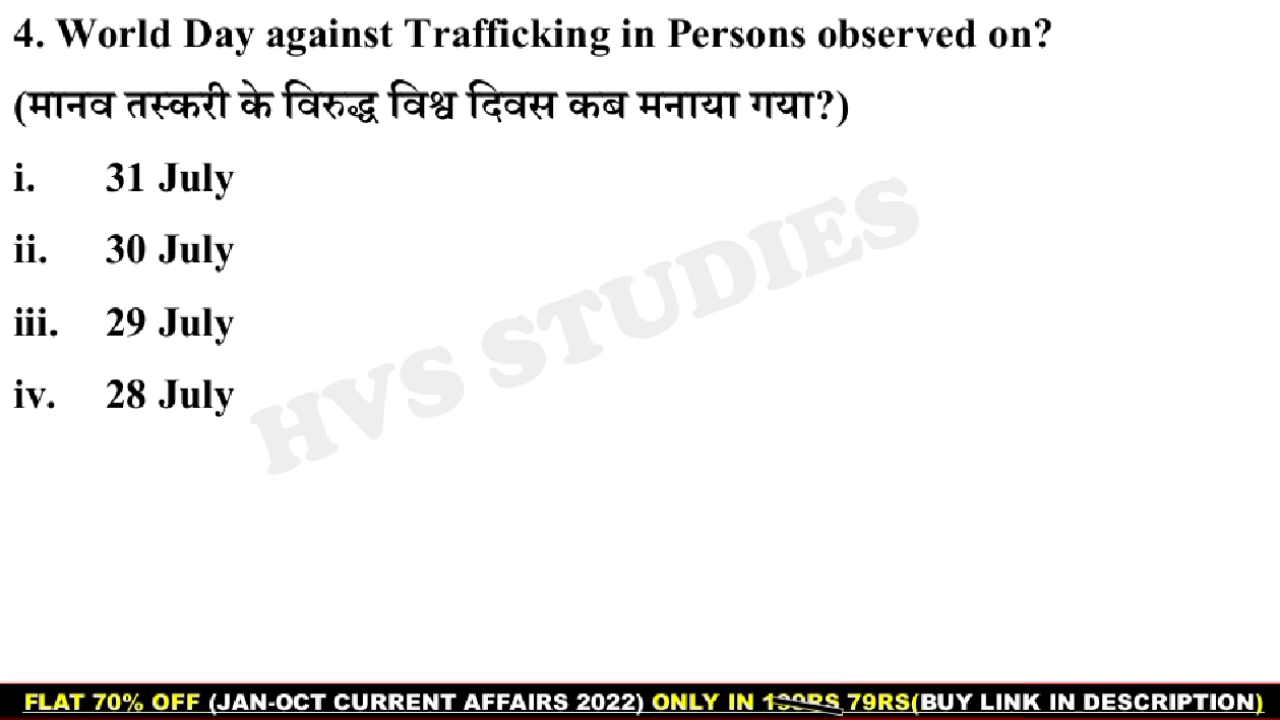 4. World Day against Trafficking in Persons observed on?
(मानव तस्करी के विरुद्ध विश्व दिवस कब मनाया गया?)
i. 31 July
ii. 30 July
iii. 29 July
iv. 28 July
HVS STUDIES
FLAT 70% OFF (JAN-OCT CURRENT AFFAIRS 2022) ONLY IN 79RS(BUY LINK IN DESCRIPTION)